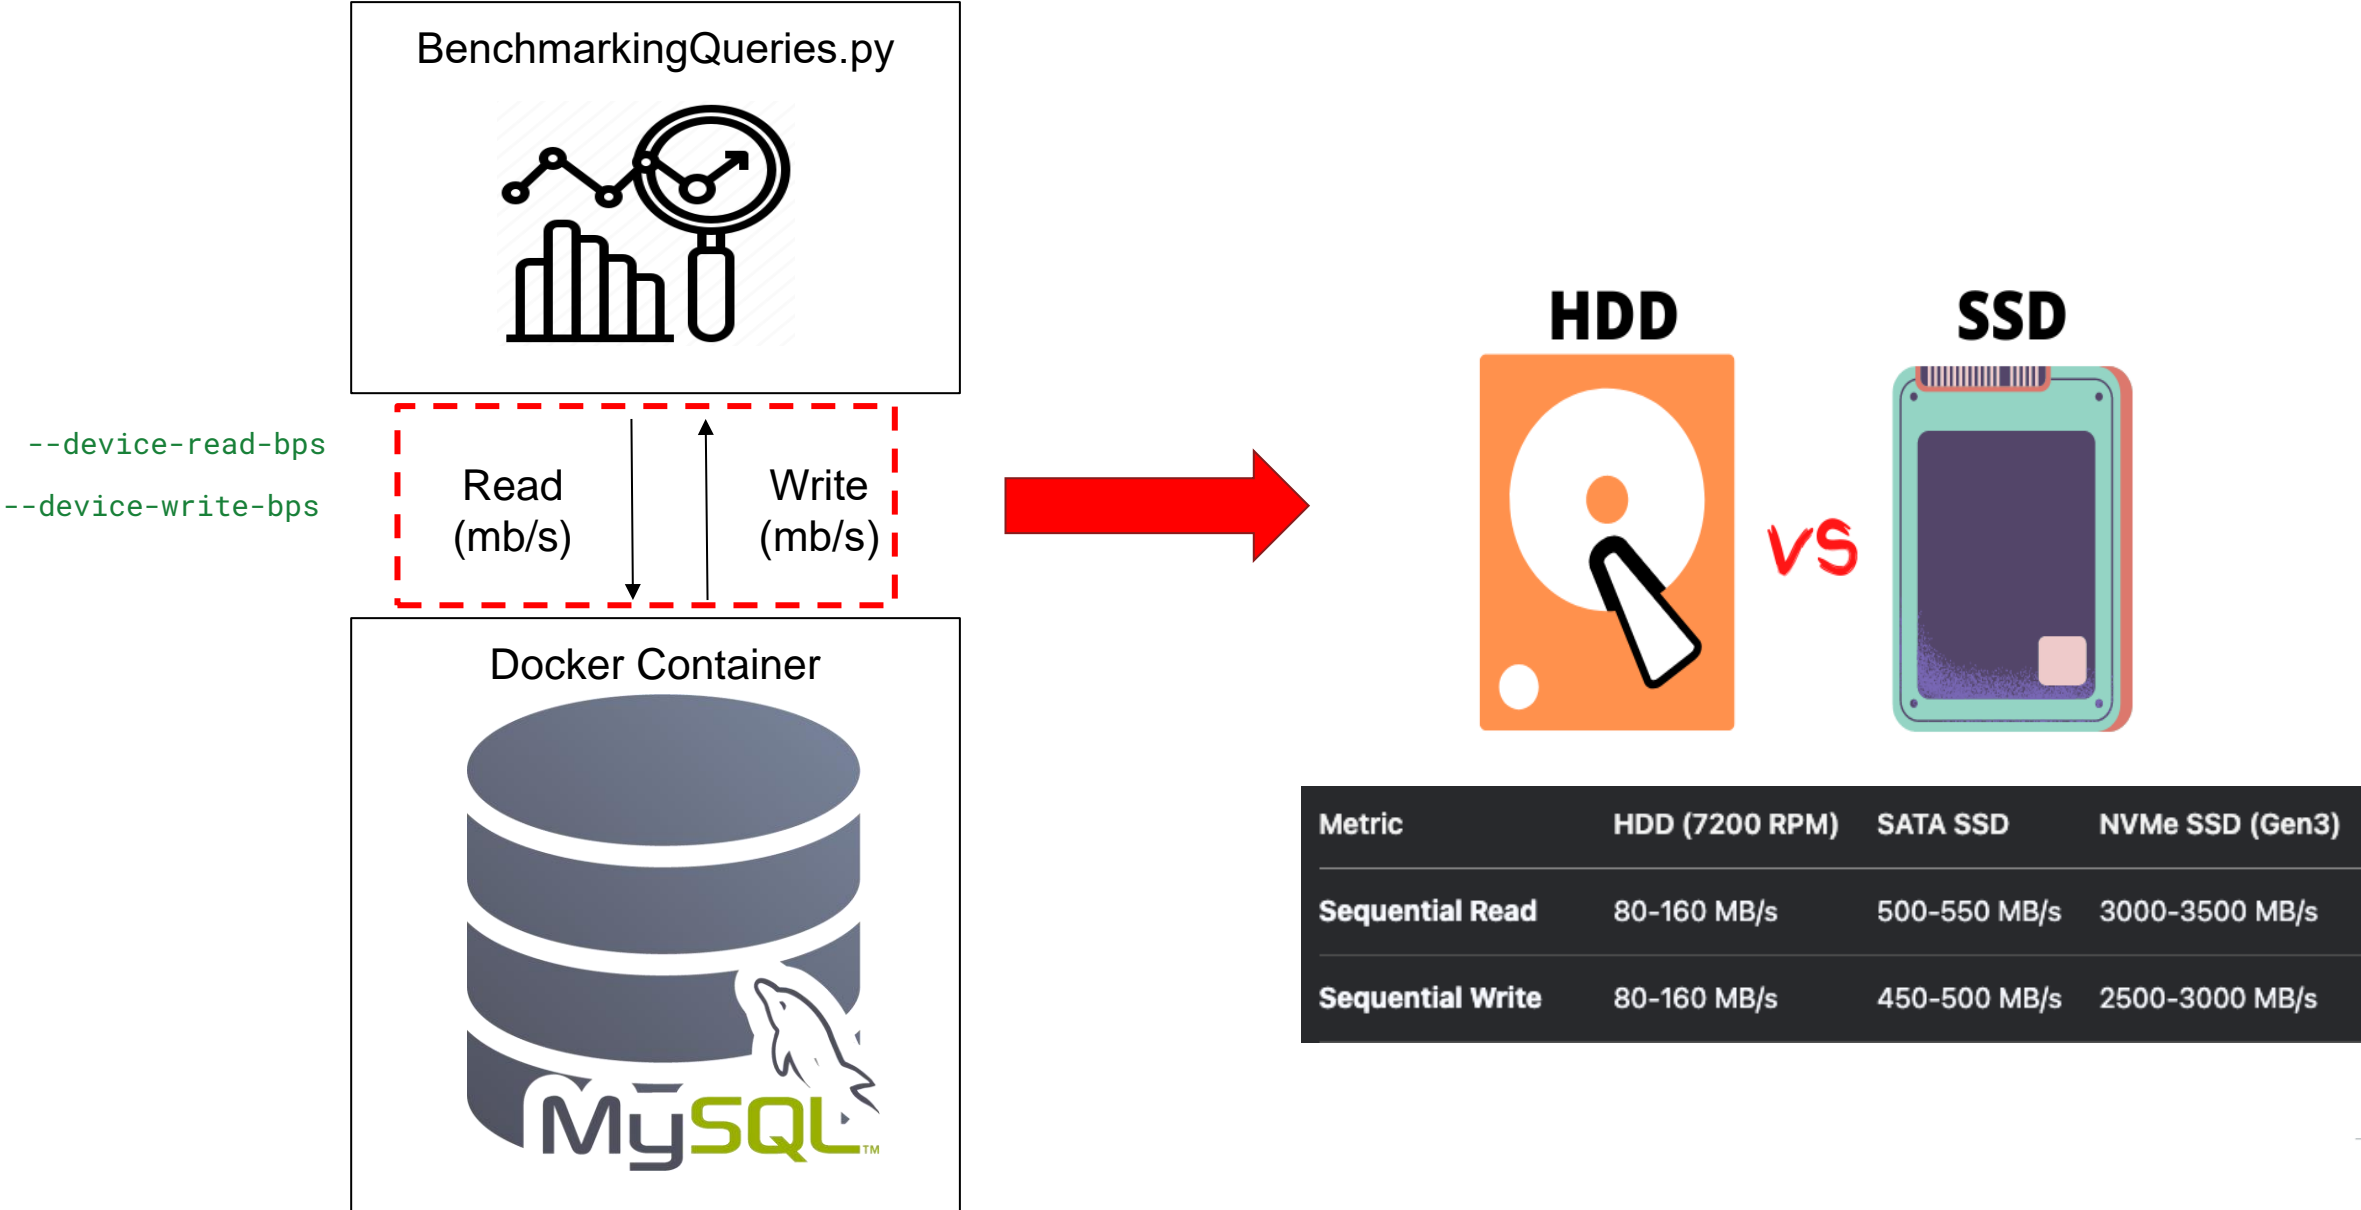 BenchmarkingQueries.py
--device-read-bps
--device-write-bps
Read
(mb/s)
Write
(mb/s)
Docker Container
MySQL™
HDD
SSD
VS
Metric HDD (7200 RPM) SATA SSD NVMe SSD (Gen3)
Sequential Read 80-160 MB/s 500-550 MB/s 3000-3500 MB/s
Sequential Write 80-160 MB/s 450-500 MB/s 2500-3000 MB/s